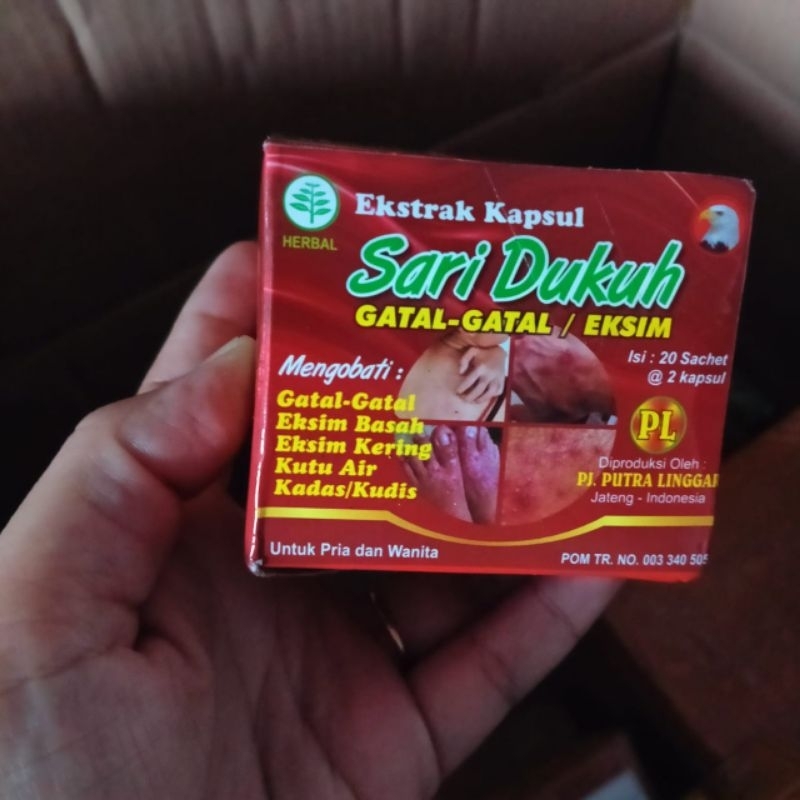 HERBAL
Ekstrak Kapsul
Sari Dukuh
GATAL-GATAL / EKSIM
Isi : 20 Sachet
@ 2 kapsul
Mengobati :
Gatal-Gatal
Eksim Basah
Eksim Kering
Kutu Air
Kadas/Kudis
PL
Diproduksi Oleh :
PJ. PUTRA LINGGAR
Jateng - Indonesia
Untuk Pria dan Wanita
POM TR. NO. 003 340 505